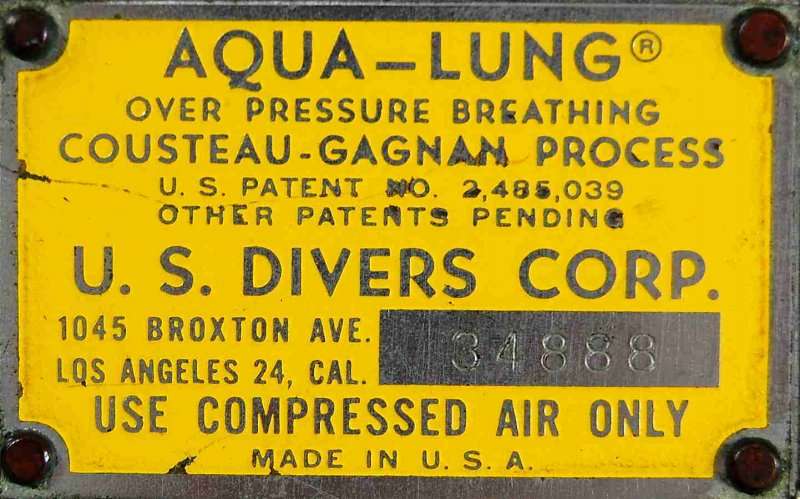 AQUA-LUNG®
OVER PRESSURE BREATHING
COUSTEAU-GAGNAN PROCESS
U. S. PATENT NO. 2,485,039
OTHER PATENTS PENDING
U. S. DIVERS CORP.
1045 BROXTON AVE.
LOS ANGELES 24, CAL.
34888
USE COMPRESSED AIR ONLY
MADE IN U. S. A.